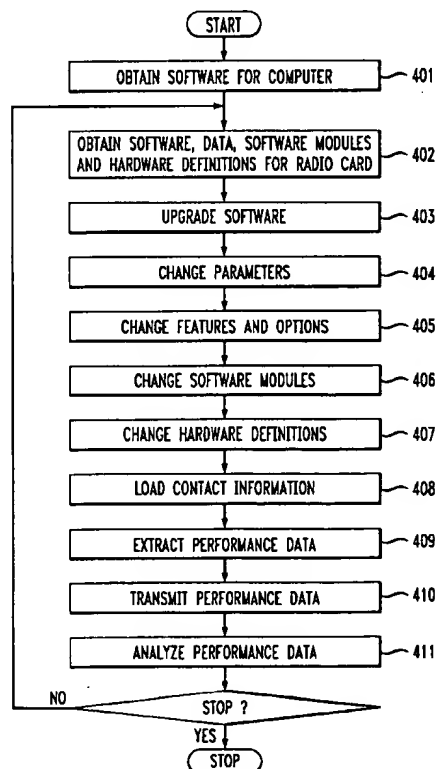 START
OBTAIN SOFTWARE FOR COMPUTER 401
OBTAIN SOFTWARE, DATA, SOFTWARE MODULES
AND HARDWARE DEFINITIONS FOR RADIO CARD 402
UPGRADE SOFTWARE 403
CHANGE PARAMETERS 404
CHANGE FEATURES AND OPTIONS 405
CHANGE SOFTWARE MODULES 406
CHANGE HARDWARE DEFINITIONS 407
LOAD CONTACT INFORMATION 408
EXTRACT PERFORMANCE DATA 409
TRANSMIT PERFORMANCE DATA 410
ANALYZE PERFORMANCE DATA 411
NO
STOP ?
YES
STOP